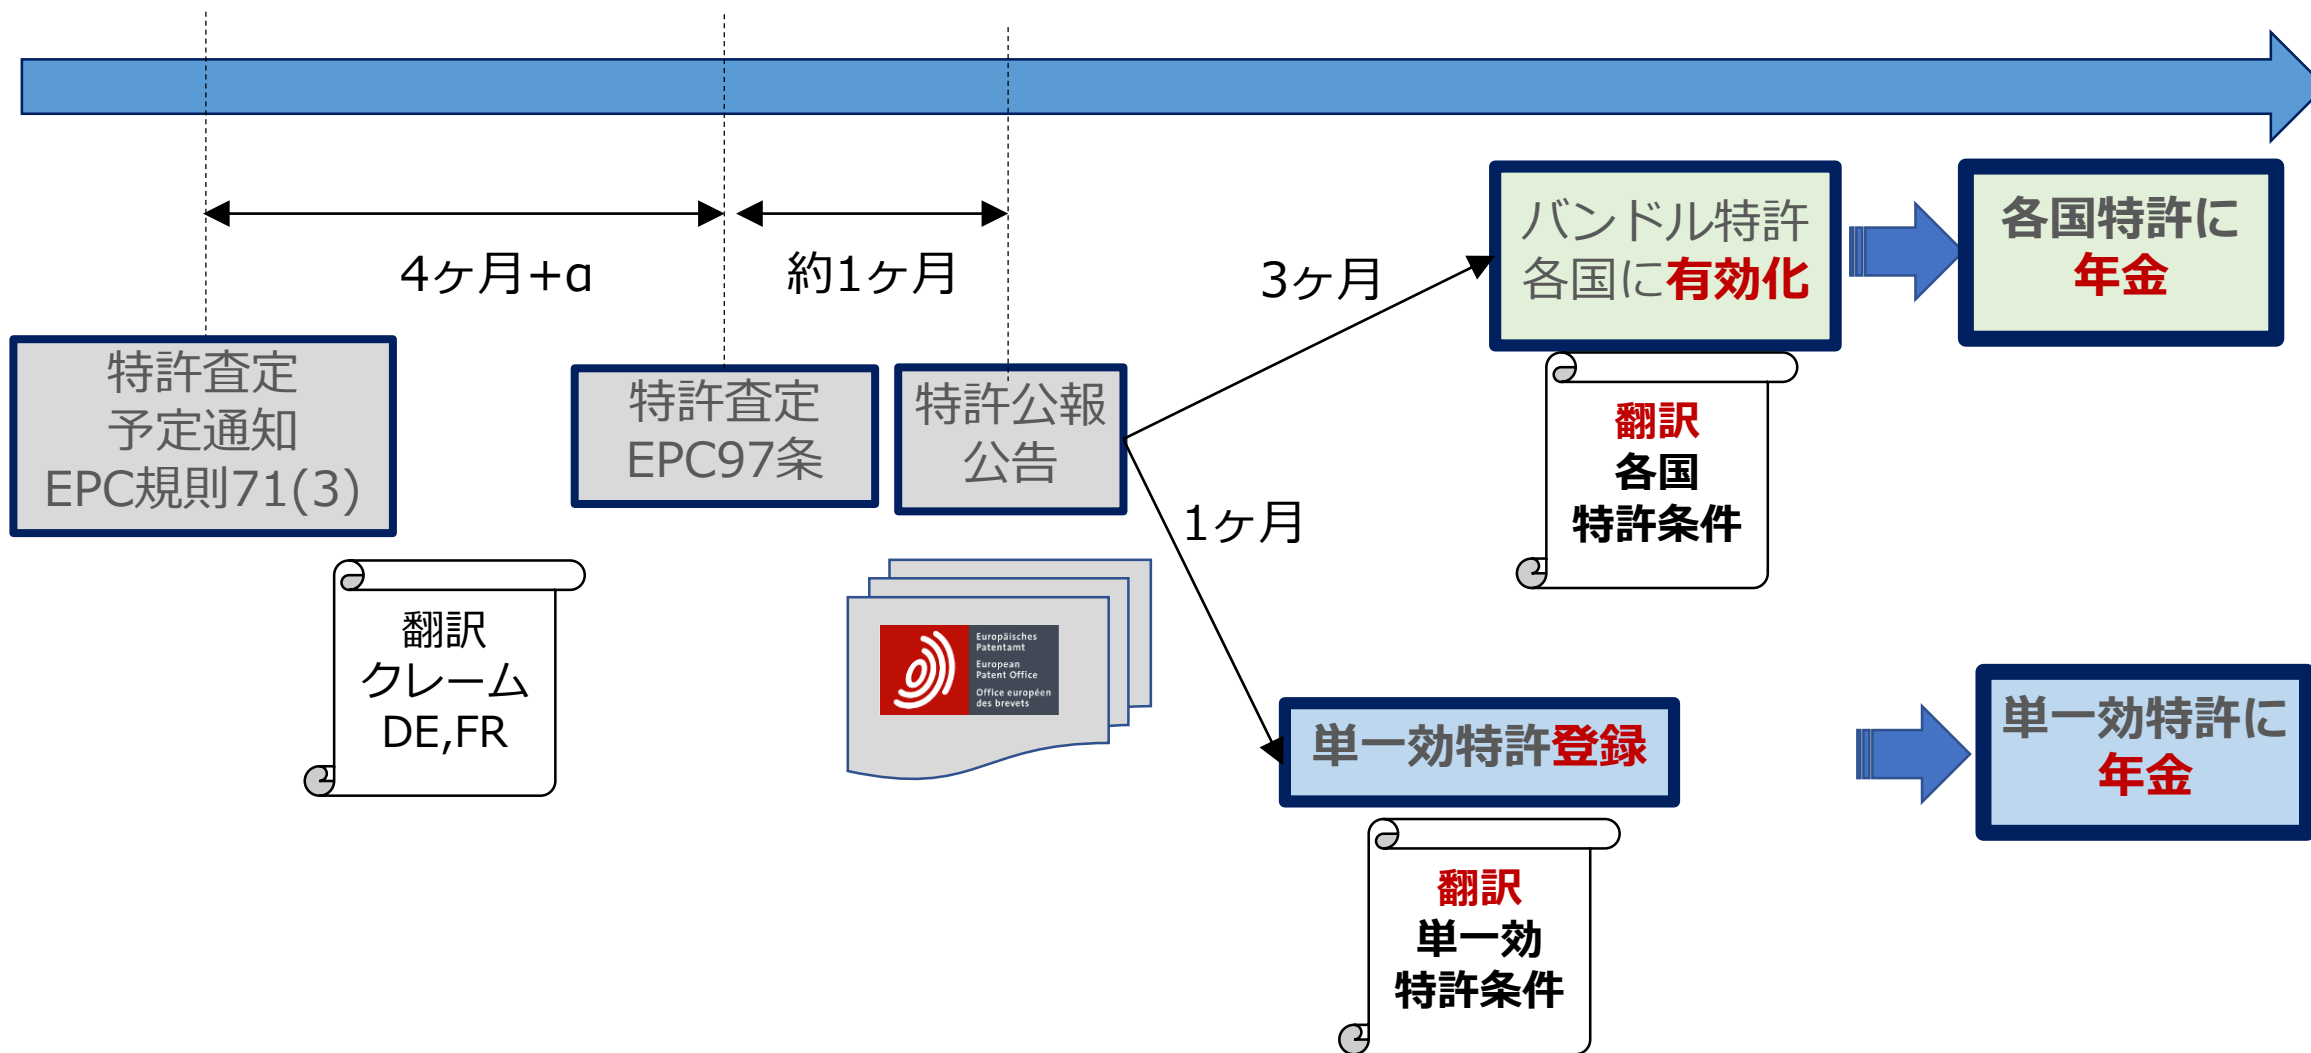 4ヶ月+α
約1ヶ月
3ヶ月
1ヶ月
特許査定
予定通知
EPC規則71(3)
特許査定
EPC97条
特許公報
公告
バンドル特許
各国に有効化
各国特許に
年金
翻訳
各国
特許条件
翻訳
クレーム
DE,FR
Europäisches
Patentamt
European
Patent Office
Office européen
des brevets
単一効特許登録
単一効特許に
年金
翻訳
単一効
特許条件